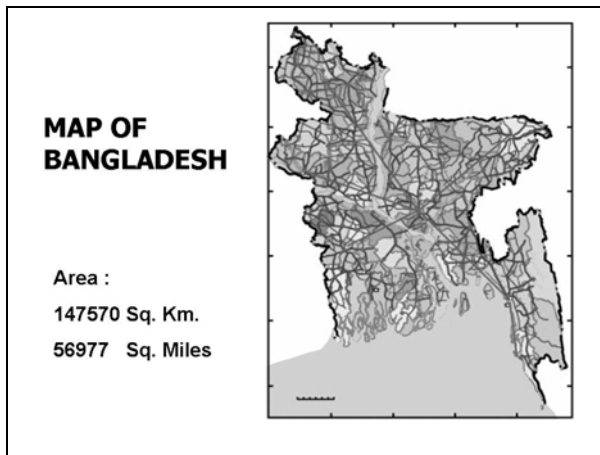 MAP OF
BANGLADESH
Area :
147570 Sq. Km.
56977 Sq. Miles